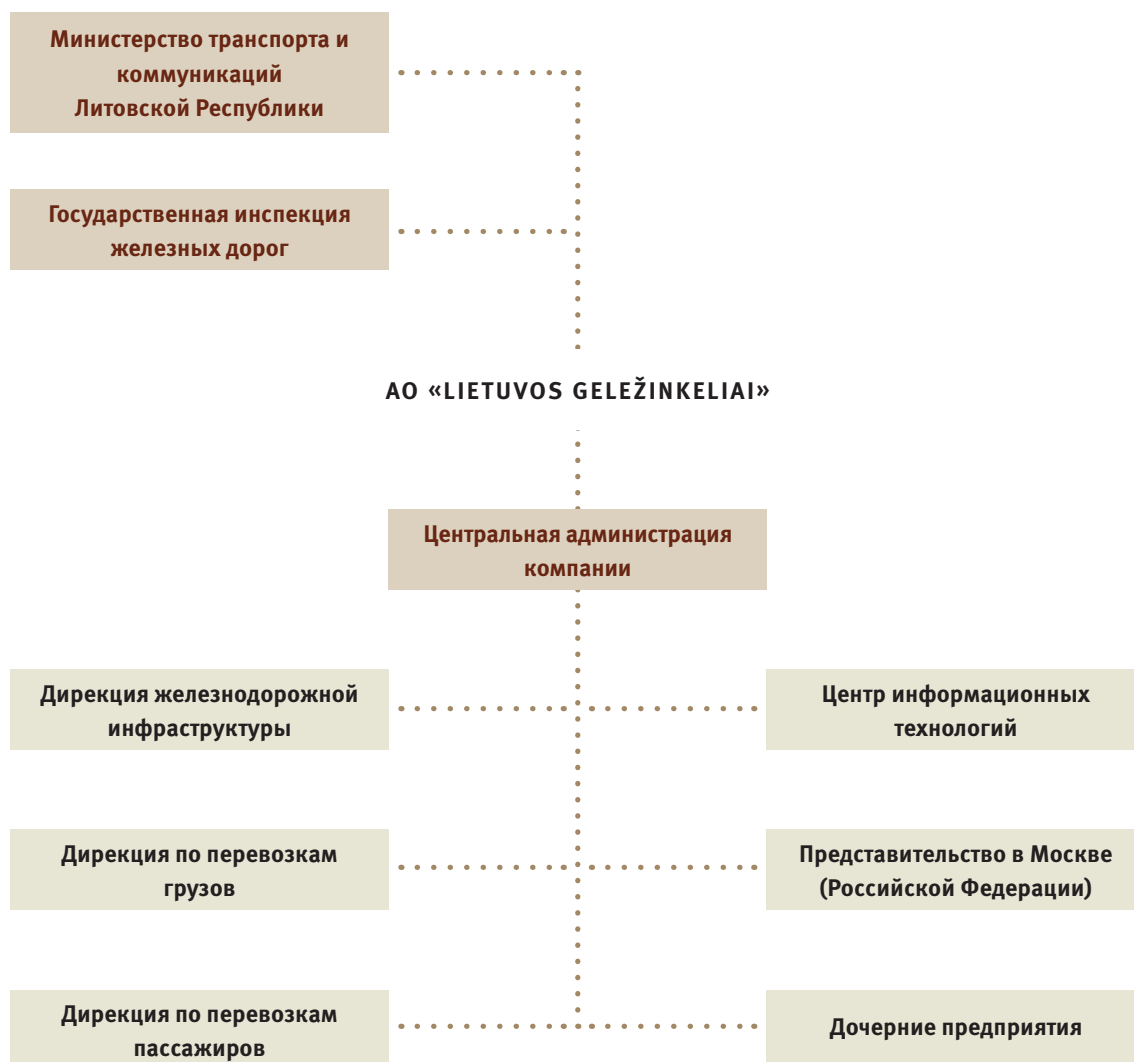 Министерство транспорта и
коммуникаций
Литовской Республики
Государственная инспекция
железных дорог
АО «LIETUVOS GELEŽINKELIAI»
Центральная администрация
компании
Дирекция железнодорожной
инфраструктуры
Центр информационных
технологий
Дирекция по перевозкам
грузов
Представительство в Москве
(Российской Федерации)
Дирекция по перевозкам
пассажиров
Дочерние предприятия